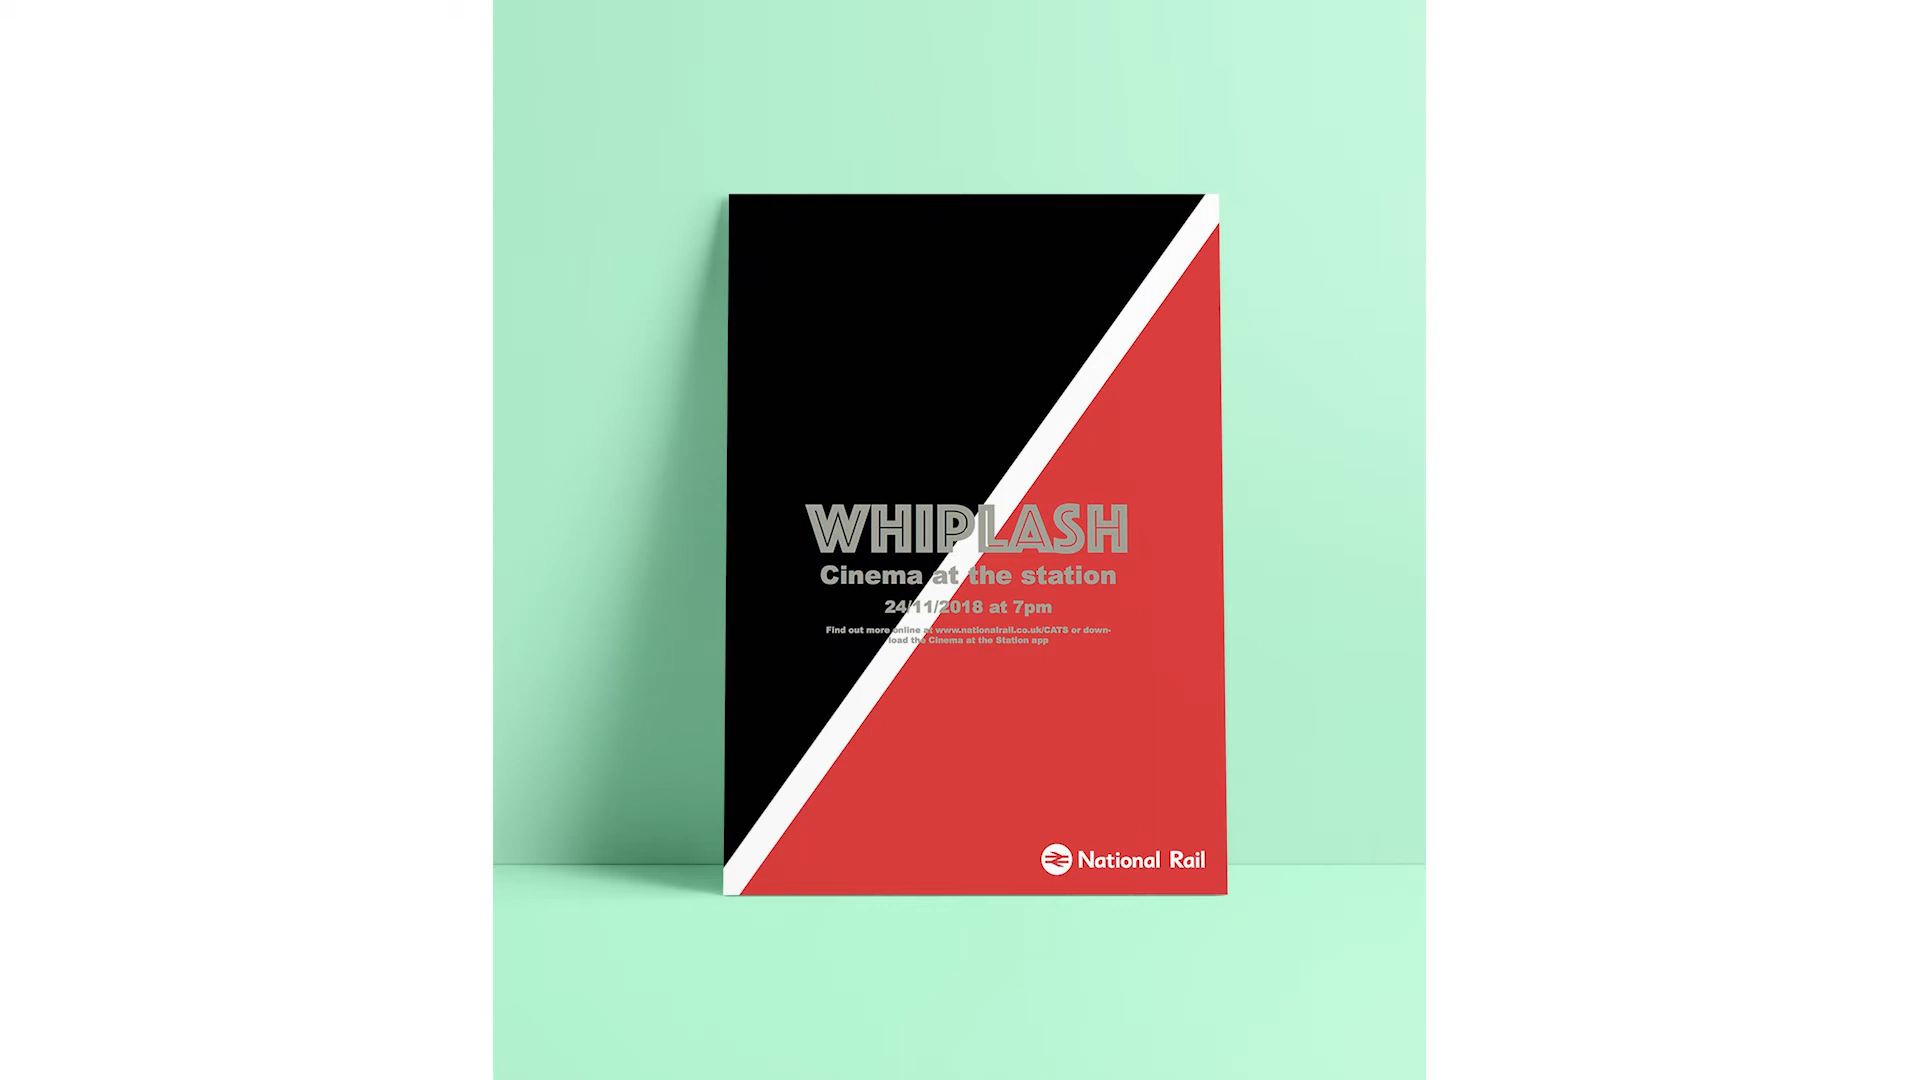 WHIPLASH
Cinema at the station
24/11/2018 at 7pm
Find out more online at www.nationalrail.co.uk/CATS or down-
load the Cinema at the Station app
National Rail